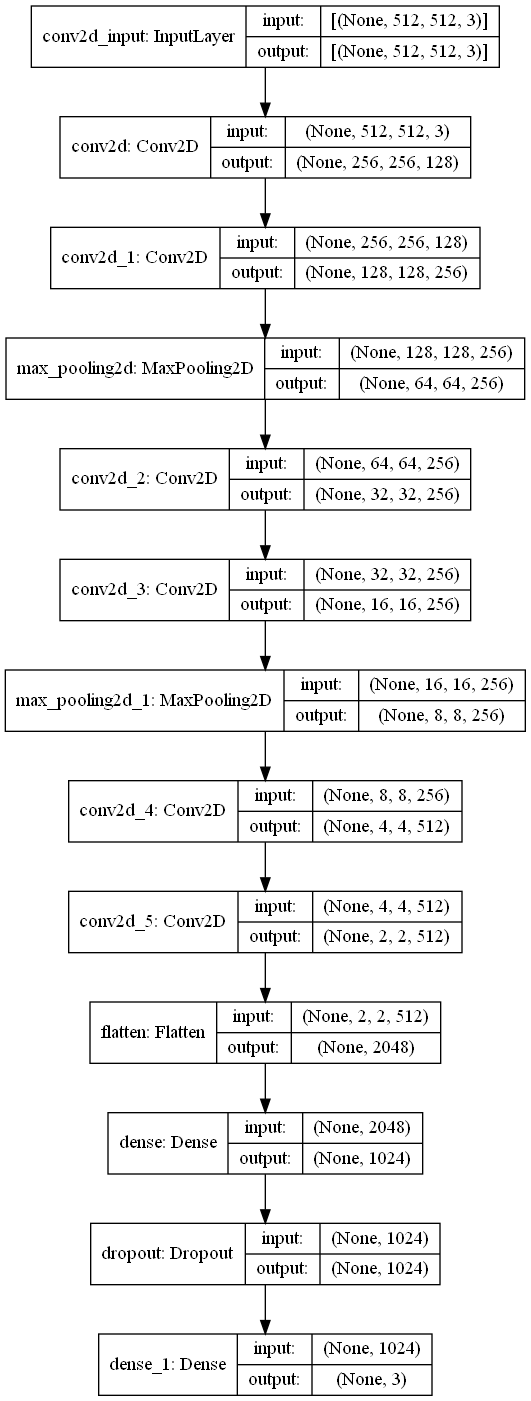 conv2d_input: InputLayer
input:
[(None, 512, 512, 3)]
output:
[(None, 512, 512, 3)]
conv2d: Conv2D
input:
(None, 512, 512, 3)
output:
(None, 256, 256, 128)
conv2d_1: Conv2D
input:
(None, 256, 256, 128)
output:
(None, 128, 128, 256)
max_pooling2d: MaxPooling2D
input:
(None, 128, 128, 256)
output:
(None, 64, 64, 256)
conv2d_2: Conv2D
input:
(None, 64, 64, 256)
output:
(None, 32, 32, 256)
conv2d_3: Conv2D
input:
(None, 32, 32, 256)
output:
(None, 16, 16, 256)
max_pooling2d_1: MaxPooling2D
input:
(None, 16, 16, 256)
output:
(None, 8, 8, 256)
conv2d_4: Conv2D
input:
(None, 8, 8, 256)
output:
(None, 4, 4, 512)
conv2d_5: Conv2D
input:
(None, 4, 4, 512)
output:
(None, 2, 2, 512)
flatten: Flatten
input:
(None, 2, 2, 512)
output:
(None, 2048)
dense: Dense
input:
(None, 2048)
output:
(None, 1024)
dropout: Dropout
input:
(None, 1024)
output:
(None, 1024)
dense_1: Dense
input:
(None, 1024)
output:
(None, 3)